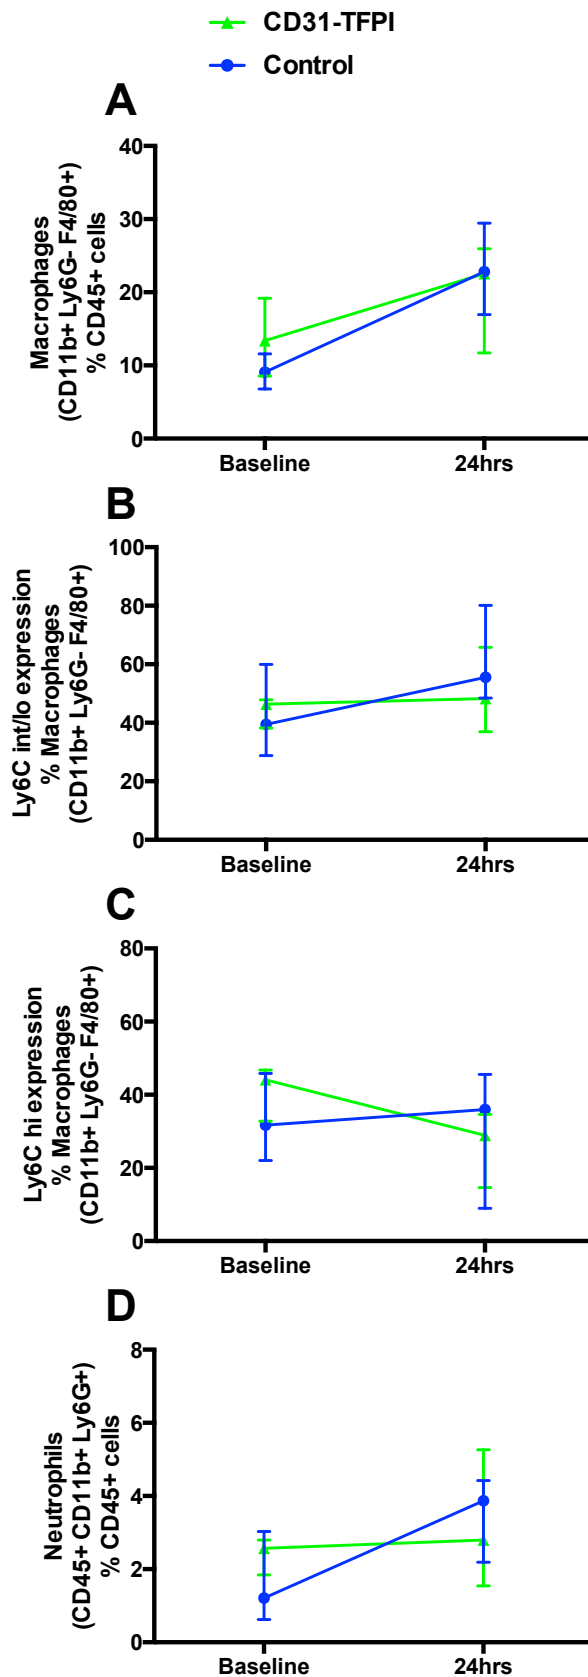 CD31-TFPI
Control
A
Macrophages
(CD11b+ Ly6G- F4/80+)
% CD45+ cells
40
30
20
10
0
Baseline
24hrs
B
Ly6C int/lo expression
% Macrophages
(CD11b+ Ly6G- F4/80+)
100
80
60
40
20
0
Baseline
24hrs
C
Ly6C hi expression
% Macrophages
(CD11b+ Ly6G- F4/80+)
80
60
40
20
0
Baseline
24hrs
D
Neutrophils
(CD45+ CD11b+ Ly6G+)
% CD45+ cells
8
6
4
2
0
Baseline
24hrs